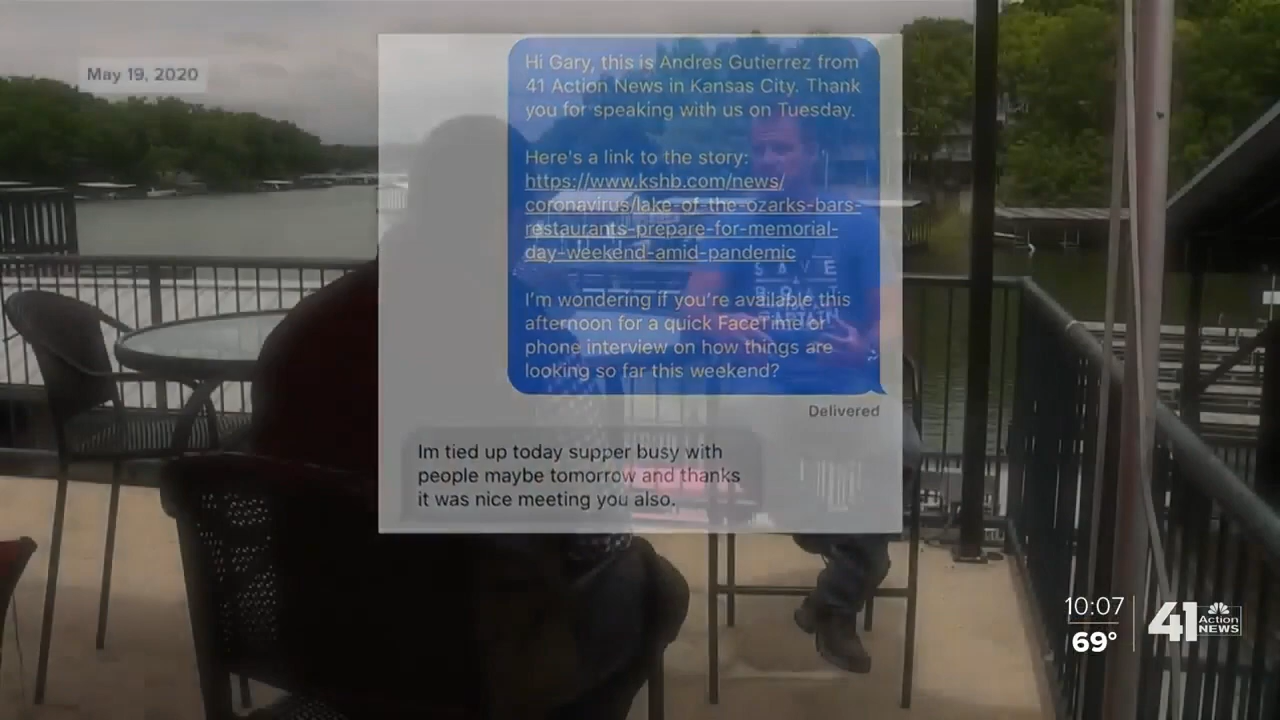 May 19, 2020
Hi Gary, this is Andres Gutierrez from
41 Action News in Kansas City. Thank
you for speaking with us on Tuesday.
Here's a link to the story:
https://www.kshb.com/news/
coronavirus/lake-of-the-ozarks-bars-
restaurants-prepare-for-memorial-
day-weekend-amid-pandemic
I'm wondering if you're available this
afternoon for a quick FaceTime or
phone interview on how things are
looking so far this weekend?
Delivered
Im tied up today supper busy with
people maybe tomorrow and thanks
it was nice meeting you also.
SAVE
10:07
69°
41 Action
NEWS